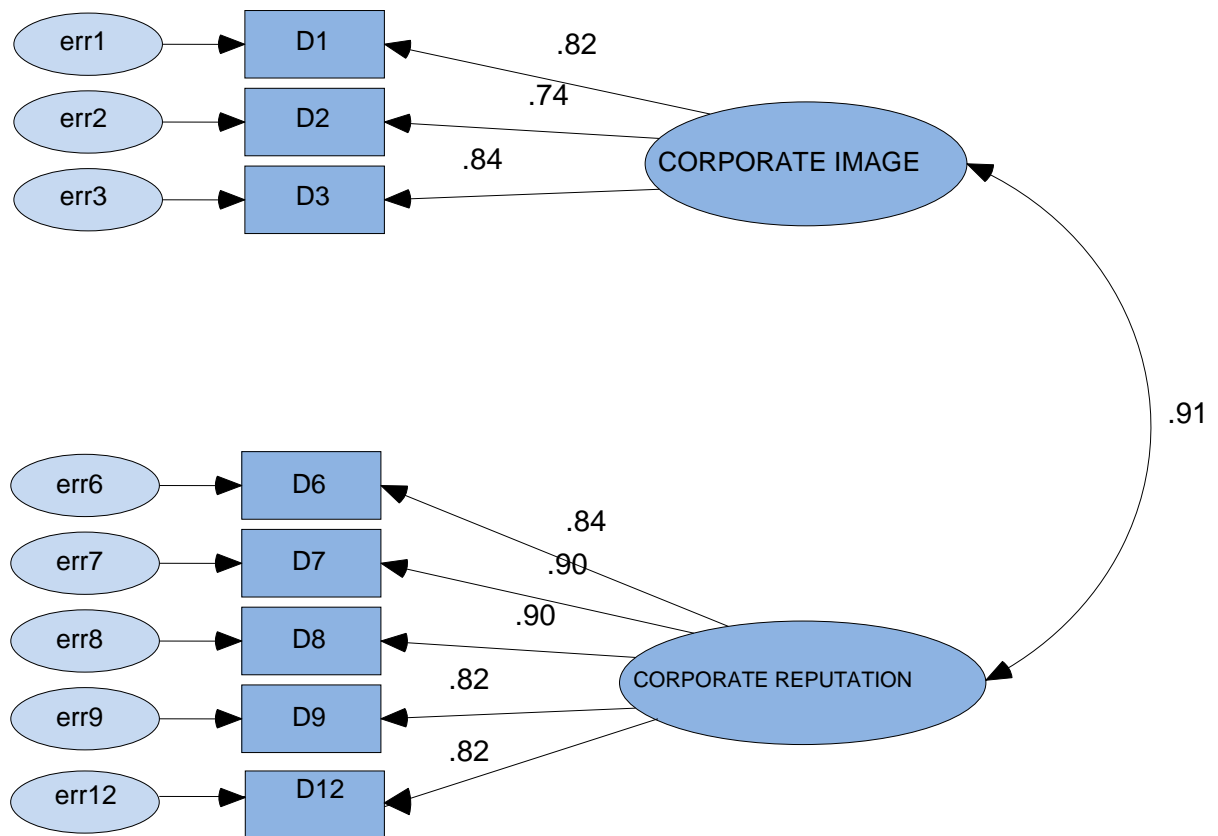 err1
D1
.82
err2
D2
.74
err3
D3
.84
CORPORATE IMAGE
.91
err6
D6
.84
err7
D7
.90
err8
D8
.90
CORPORATE REPUTATION
err9
D9
.82
err12
D12
.82